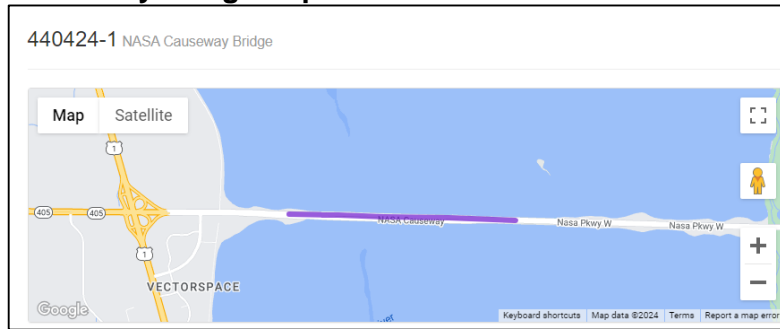 440424-1 NASA Causeway Bridge
Map Satellite
1
405 405
NASA Causeway
Nasa Pkwy W
Nasa Pkwy W
1
VECTORSPACE
Google
Keyboard shortcuts Map data ©2024 Terms Report a map error